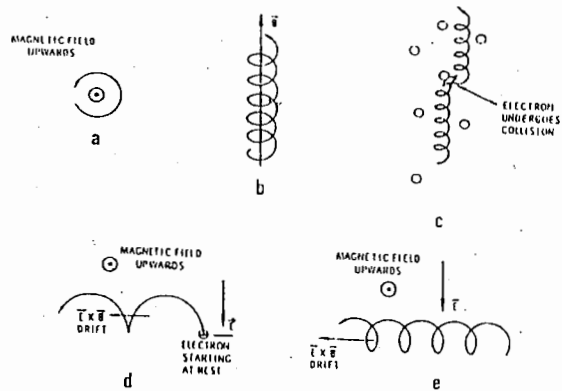 MAGNETIC FIELD
UPWARDS
a
b
ELECTRON
UNDERGOES
COLLISION
c
MAGNETIC FIELD
UPWARDS
DRIFT
ELECTRON
STARTING
AT REST
d
MAGNETIC FIELD
UPWARDS
DRIFT
e